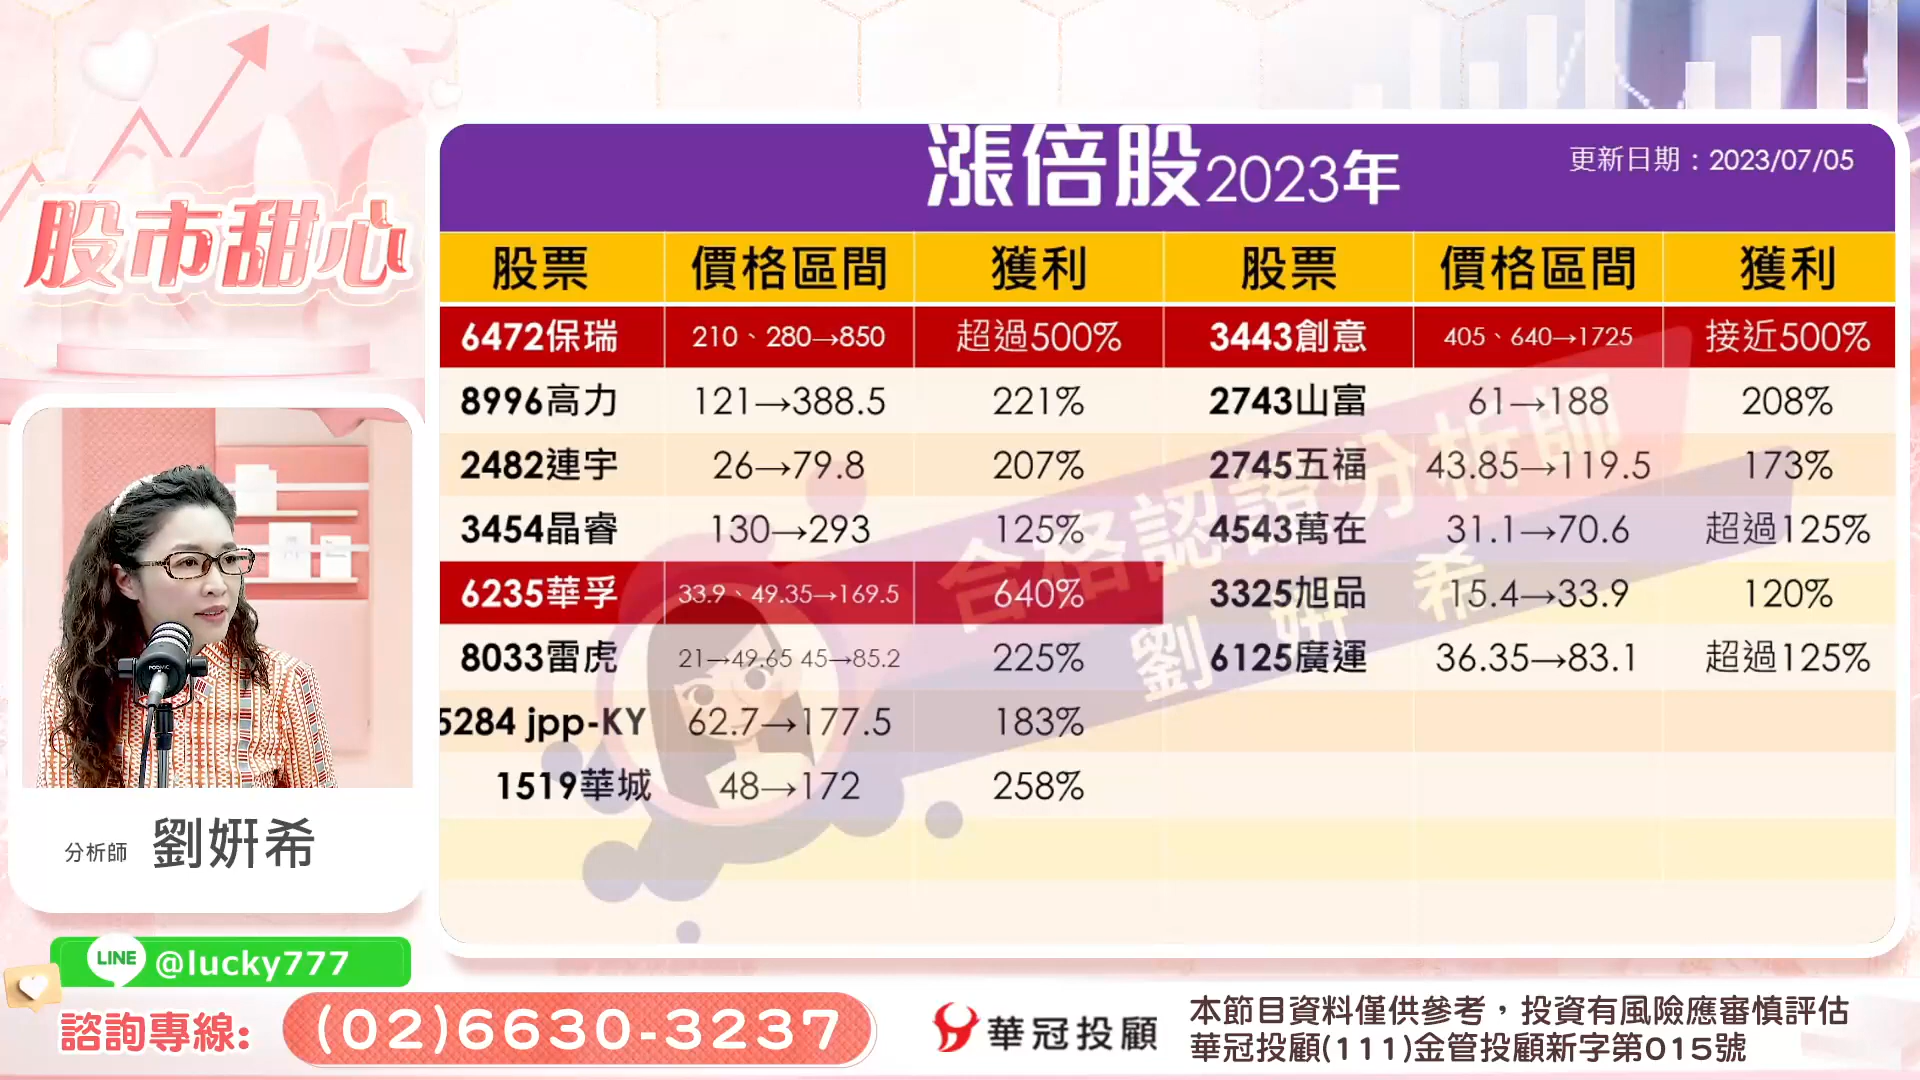 股市甜心
漲倍股2023年
更新日期：2023/07/05
股票 價格區間 獲利 股票 價格區間 獲利
6472保瑞 210、280→850 超過500% 3443創意 405、640→1725 接近500%
8996高力 121→388.5 221% 2743山富 61→188 208%
2482連宇 26→79.8 207% 2745五福 43.85→119.5 173%
3454晶睿 130→293 125% 4543萬在 31.1→70.6 超過125%
6235華孚 33.9、49.35→169.5 640% 3325旭品 15.4→33.9 120%
8033雷虎 21→49.65 45→85.2 225% 6125廣運 36.35→83.1 超過125%
5284 jpp-KY 62.7→177.5 183%
1519華城 48→172 258%
合格認證分析師
劉妍希
分析師 劉妍希
LINE @lucky777
諮詢專線:
(02)6630-3237
華冠投顧
本節目資料僅供參考，投資有風險應審慎評估
華冠投顧(111)金管投顧新字第015號